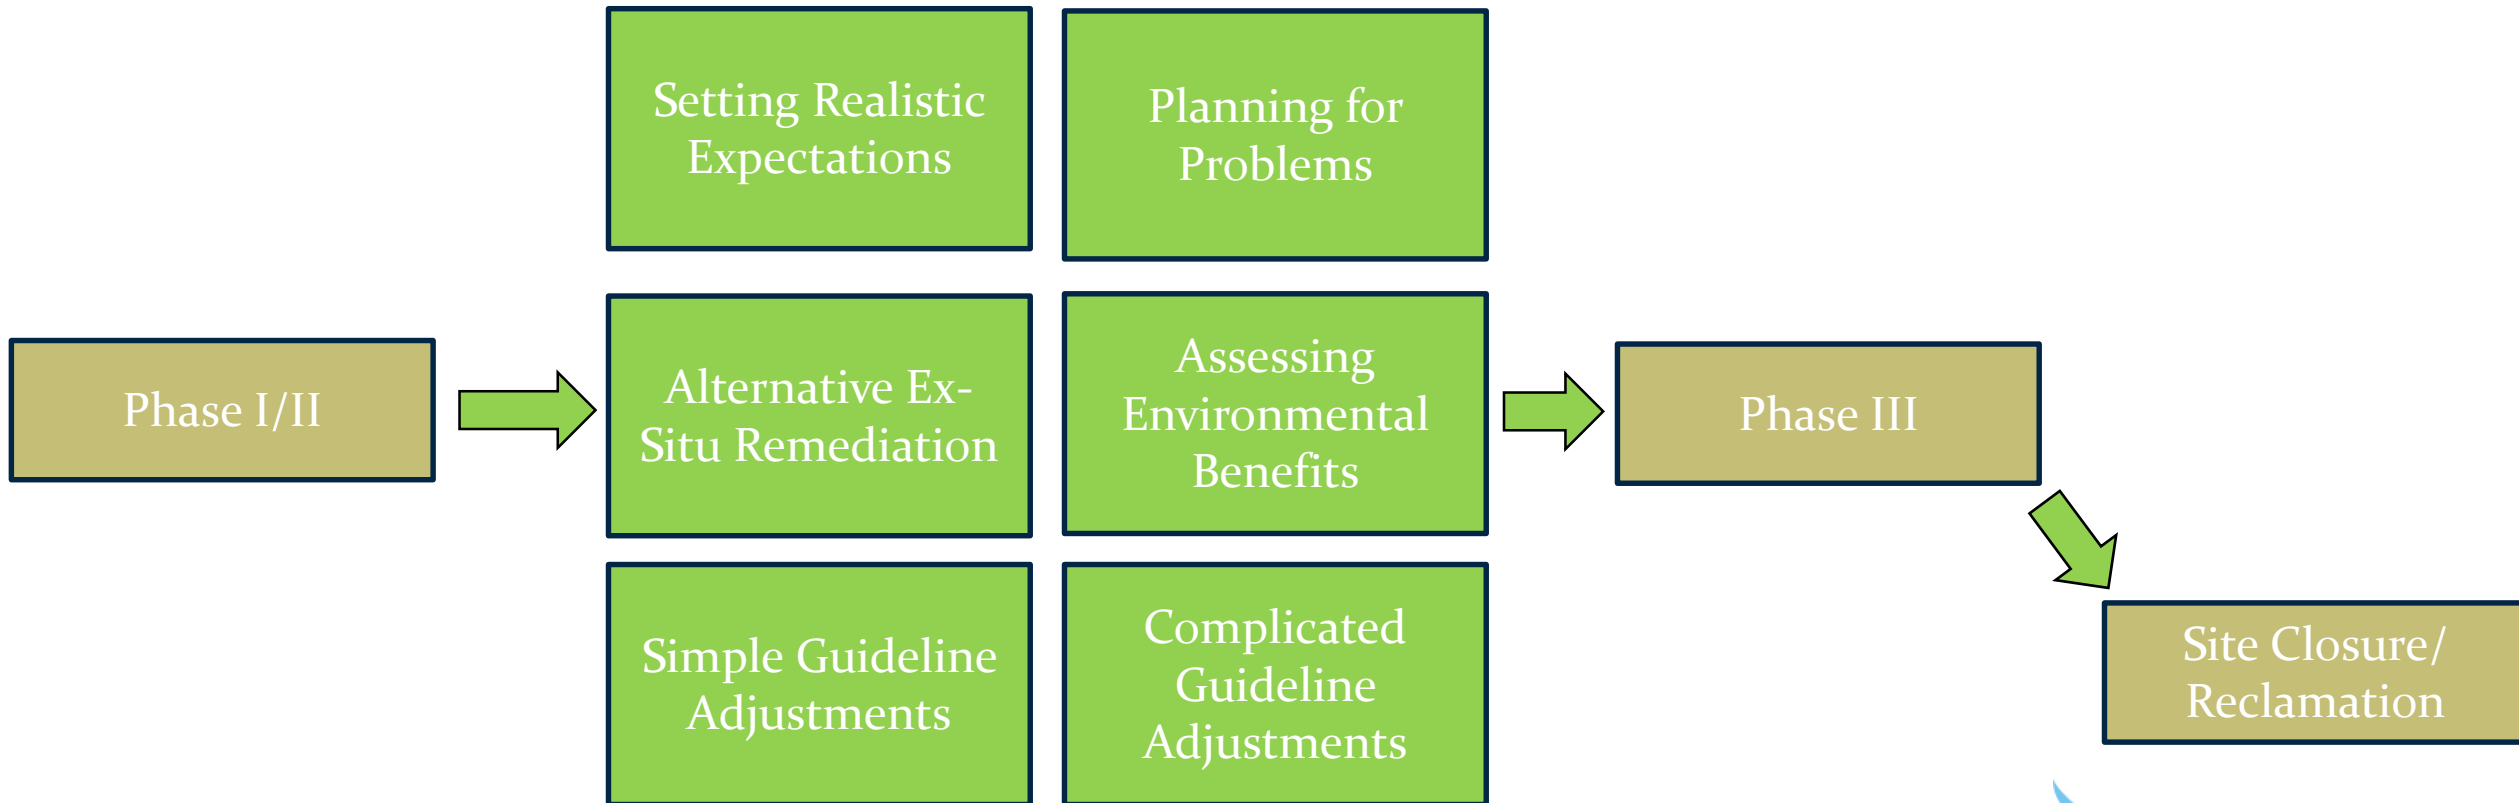 Setting Realistic
Expectations
Planning for
Problems
Phase I/II
Alternative Ex-
Situ Remediation
Assessing
Environmental
Benefits
Phase III
Simple Guideline
Adjustments
Complicated
Guideline
Adjustments
Site Closure/
Reclamation